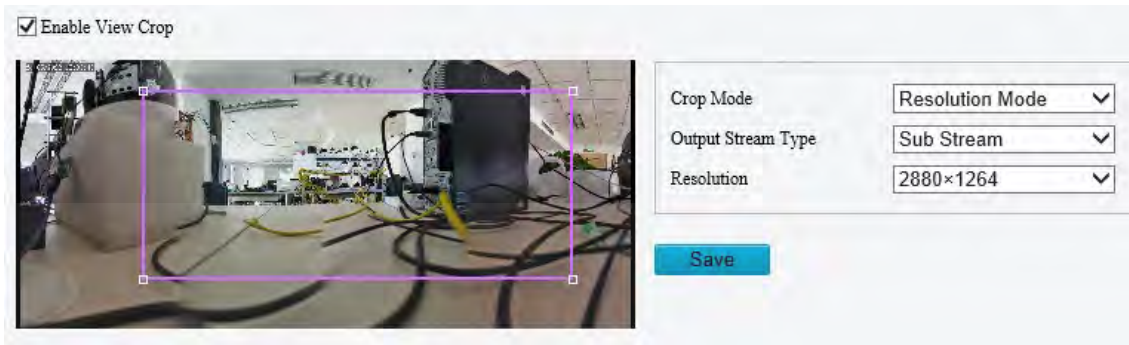 Enable View Crop
Crop Mode
Resolution Mode
Output Stream Type
Sub Stream
Resolution
2880×1264
Save